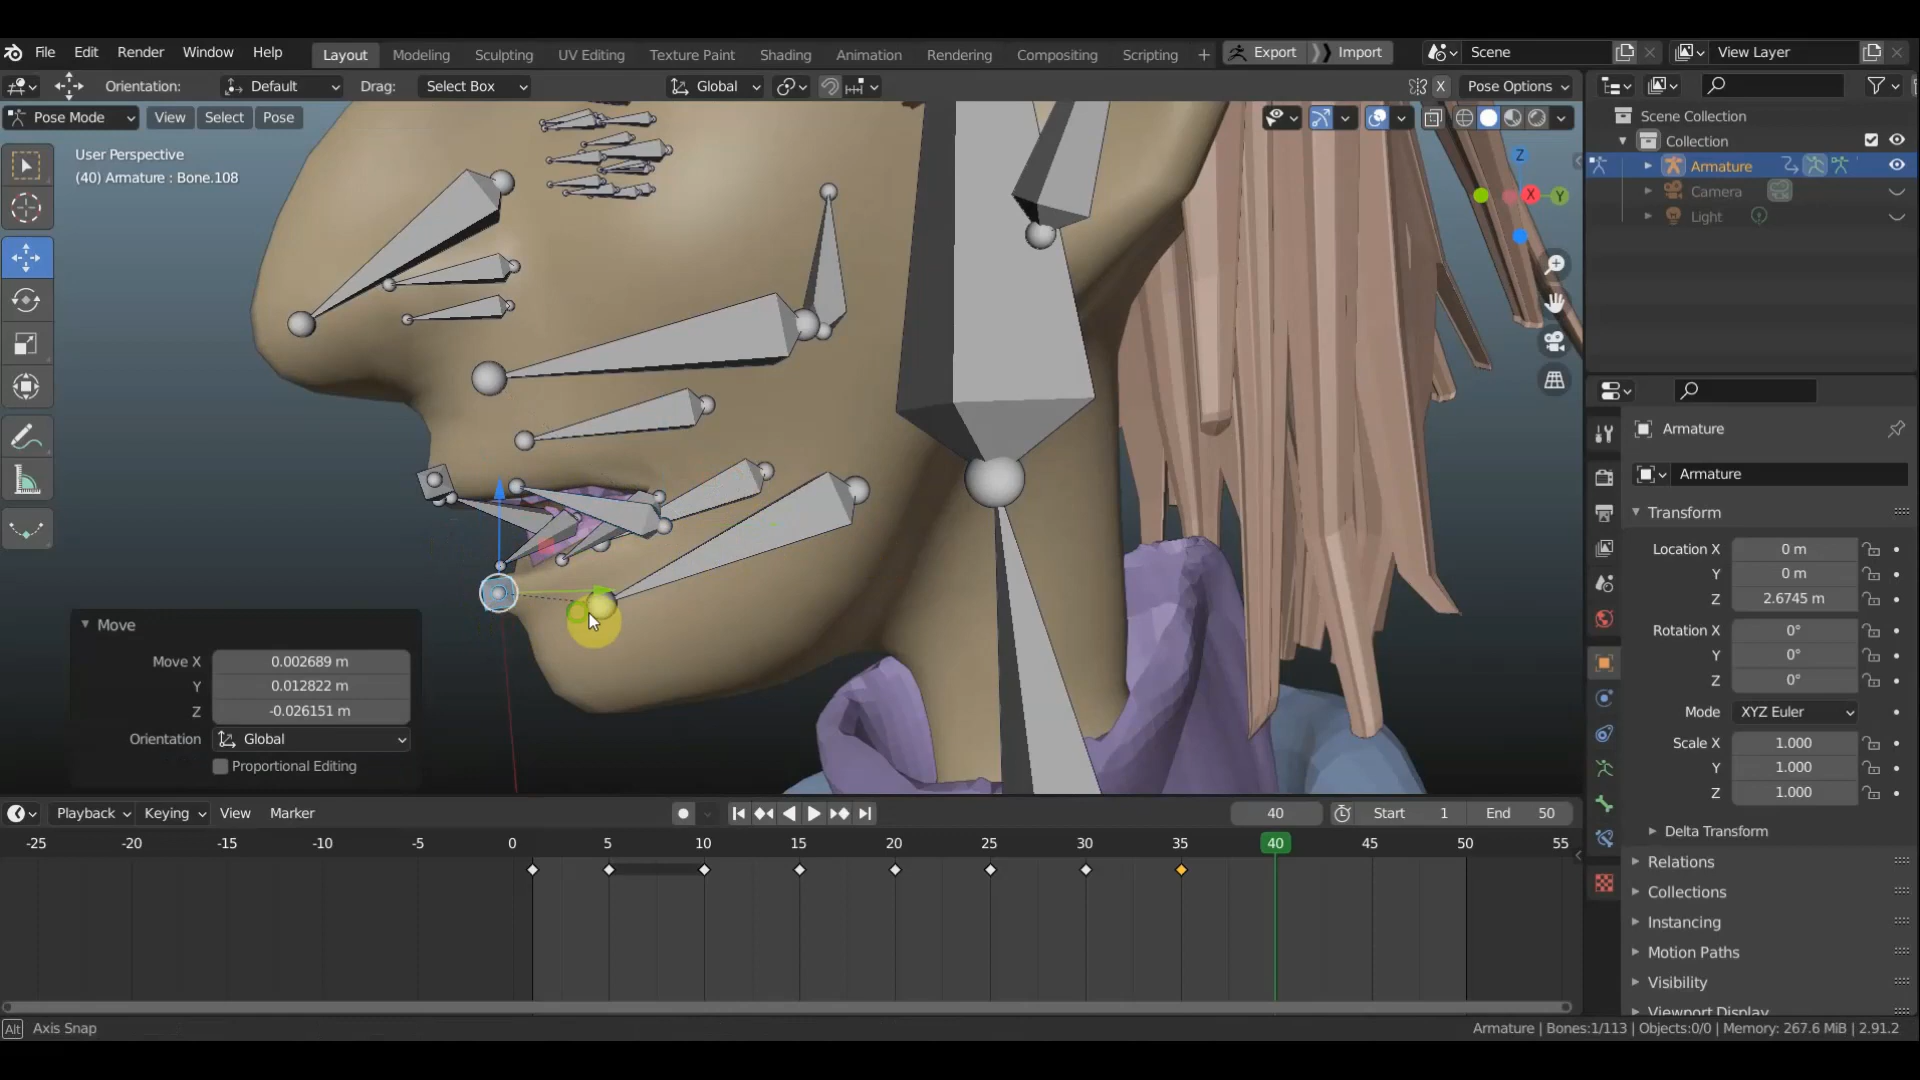 File Edit Render Window Help Layout Modeling Sculpting UV Editing Texture Paint Shading Animation Rendering Compositing Scripting + Export Import Scene View Layer
Orientation: Default Drag: Select Box Global X Pose Options
Pose Mode View Select Pose
User Perspective
(40) Armature : Bone.108
Z
X
Y
Scene Collection
Collection
Armature
Camera
Light
Armature
Armature
Transform
Location X 0 m
Y 0 m
Z 2.6745 m
Rotation X 0°
Y 0°
Z 0°
Mode XYZ Euler
Scale X 1.000
Y 1.000
Z 1.000
Delta Transform
Relations
Collections
Instancing
Motion Paths
Visibility
Viewport Display
Move
Move X 0.002689 m
Y 0.012822 m
Z -0.026151 m
Orientation Global
Proportional Editing
Playback Keying View Marker 40 Start 1 End 50
-25 -20 -15 -10 -5 0 5 10 15 20 25 30 35 40 45 50 55
Alt Axis Snap
Armature | Bones:1/113 | Objects:0/0 | Memory: 267.6 MiB | 2.91.2